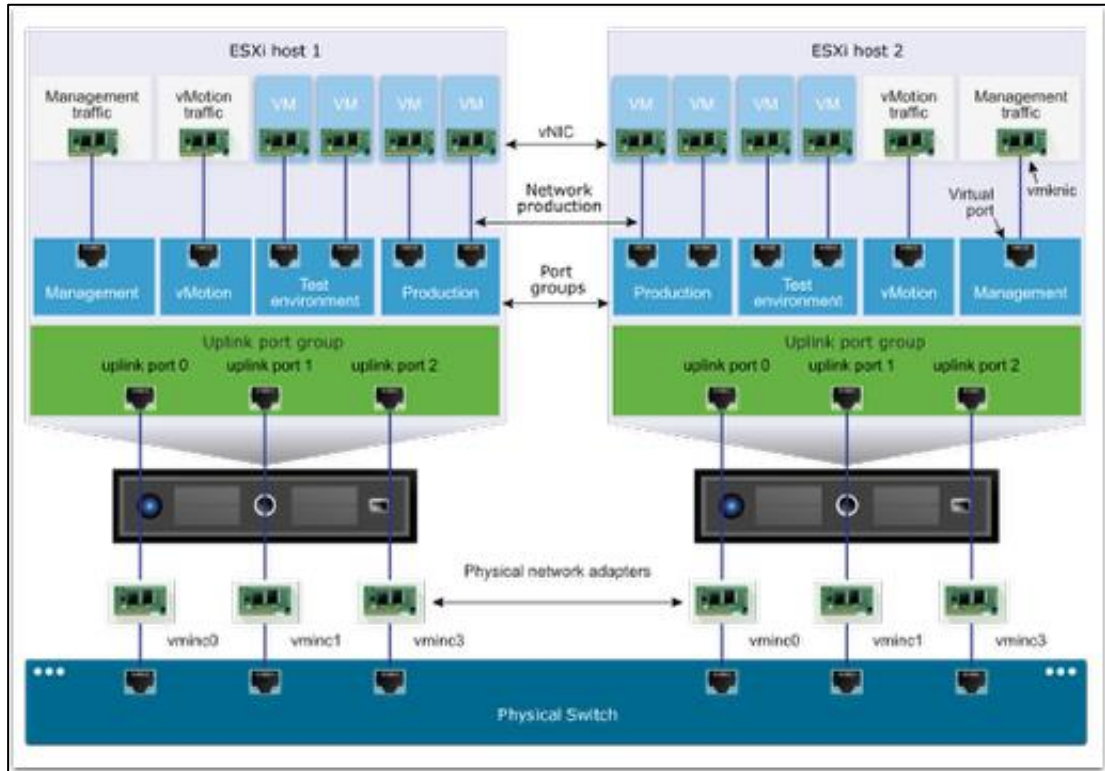 ESXi host 1
ESXi host 2
Management
traffic
vMotion
traffic
VM
VM
VM
VM
vNIC
VM
VM
VM
VM
vMotion
traffic
Management
traffic
Network
production
Virtual
port
vmknic
Management
vMotion
Test
environment
Production
Port
groups
Production
Test
environment
vMotion
Management
Uplink port group
uplink port 0
uplink port 1
uplink port 2
Uplink port group
uplink port 0
uplink port 1
uplink port 2
Physical network adapters
vminc0
vminc1
vminc3
vminc0
vminc1
vminc3
Physical Switch